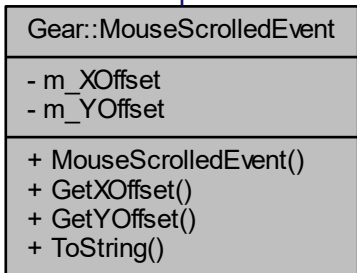 Gear::MouseScrolledEvent
- m_XOffset
- m_YOffset
+ MouseScrolledEvent()
+ GetXOffset()
+ GetYOffset()
+ ToString()